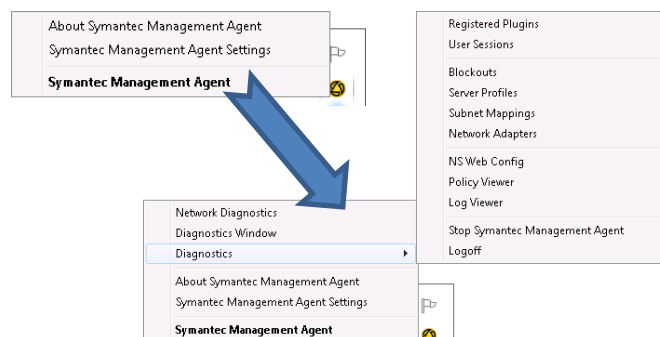 About Symantec Management Agent
Symantec Management Agent Settings
Symantec Management Agent
Registered Plugins
User Sessions
Blockouts
Server Profiles
Subnet Mappings
Network Adapters
NS Web Config
Policy Viewer
Log Viewer
Stop Symantec Management Agent
Logoff
Network Diagnostics
Diagnostics Window
Diagnostics
About Symantec Management Agent
Symantec Management Agent Settings
Symantec Management Agent